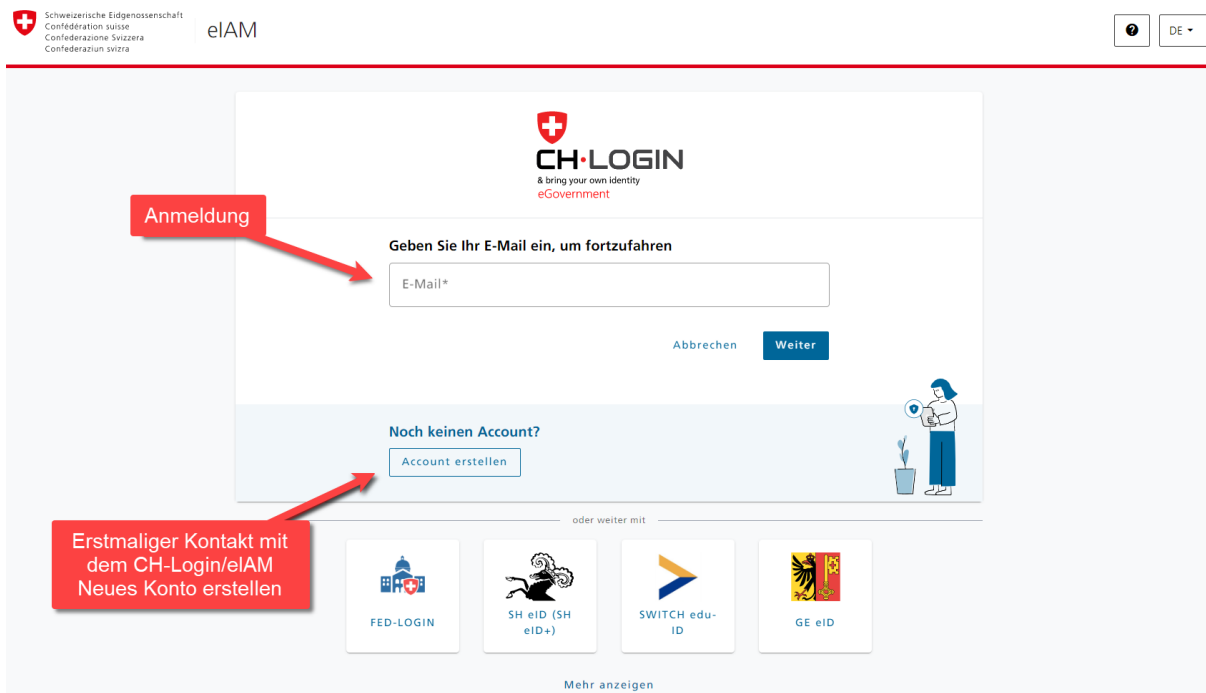 Schweizerische Eidgenossenschaft
Confédération suisse
Confederazione Svizzera
Confederaziun svizra
eIAM
?
DE
CH·LOGIN
& bring your own identity
eGovernment
Anmeldung
Geben Sie Ihr E-Mail ein, um fortzufahren
E-Mail*
Abbrechen
Weiter
Noch keinen Account?
Account erstellen
oder weiter mit
Erstmaliger Kontakt mit
dem CH-Login/eIAM
Neues Konto erstellen
FED-LOGIN
SH eID (SH
eID+)
SWITCH edu-
ID
GE eID
Mehr anzeigen